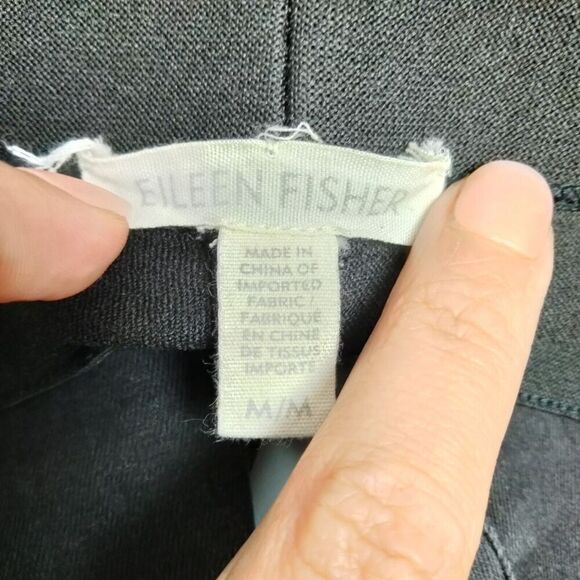 EILEEN FISHER
MADE IN
CHINA OF
IMPORTED
FABRIC /
FABRIQUÉ
EN CHINE
DE TISSUS
IMPORTÉ
M/M